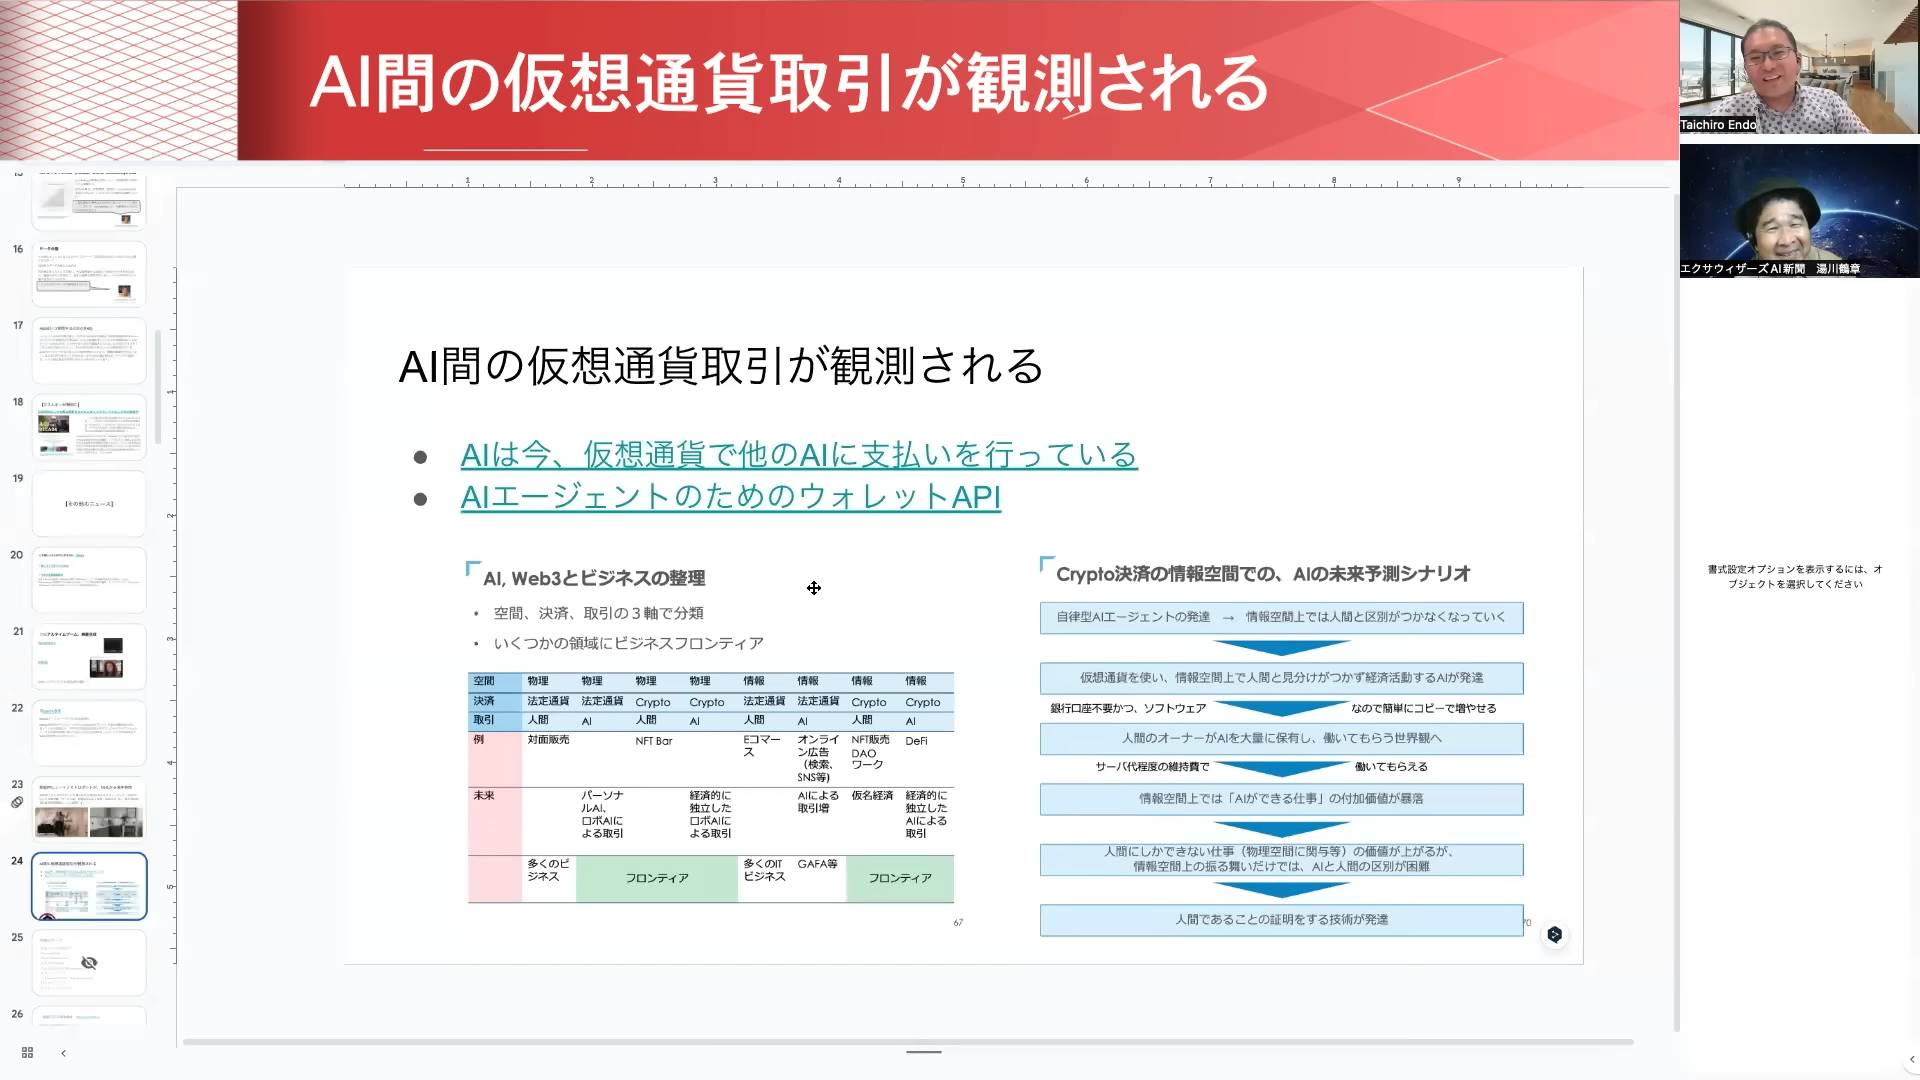 AI間の仮想通貨取引が観測される
Taichiro Endo
エクサウィザーズAI新聞　湯川鶴章
書式設定オプションを表示するには、オ
ブジェクトを選択してください
1 2 3 4 5 6 7 8 9
16
17
18
19
【その他のニュース】
20
21
22
23
24
25
26
AI間の仮想通貨取引が観測される
● AIは今、仮想通貨で他のAIに支払いを行っている
● AIエージェントのためのウォレットAPI
AI, Web3とビジネスの整理
• 空間、決済、取引の３軸で分類
• いくつかの領域にビジネスフロンティア
空間 物理 物理 物理 物理 情報 情報 情報 情報
決済 法定通貨 法定通貨 Crypto Crypto 法定通貨 法定通貨 Crypto Crypto
取引 人間 AI 人間 AI 人間 AI 人間 AI
例 対面販売 NFT Bar Eコマース オンライン広告（検索、SNS等) NFT販売 DAO ワーク DeFi
未来 パーソナルAI、ロボAIによる取引 経済的に独立したロボAIによる取引 AIによる取引増 仮名経済 経済的に独立したAIによる取引
多くのビジネス フロンティア 多くのITビジネス GAFA等 フロンティア
67
Crypto決済の情報空間での、AIの未来予測シナリオ
自律型AIエージェントの発達　→　情報空間上では人間と区別がつかなくなっていく
仮想通貨を使い、情報空間上で人間と見分けがつかず経済活動するAIが発達
銀行口座不要かつ、ソフトウェア なので簡単にコピーで増やせる
人間のオーナーがAIを大量に保有し、働いてもらう世界観へ
サーバ代程度の維持費で 働いてもらえる
情報空間上では「AIができる仕事」の付加価値が暴落
人間にしかできない仕事（物理空間に関与等）の価値が上がるが、
情報空間上の振る舞いだけでは、AIと人間の区別が困難
人間であることの証明をする技術が発達